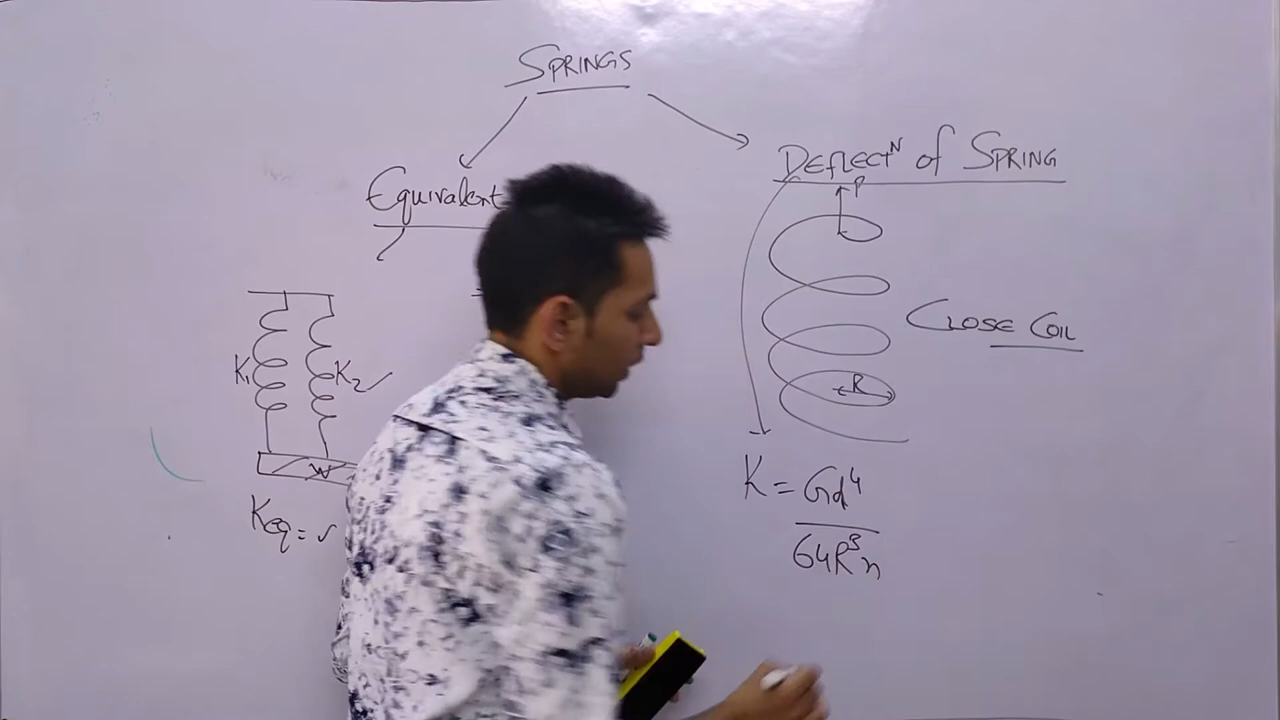 SPRINGS
Equivalent
DEFLECTᴺ of SPRING
P
K₁
K₂ ✓
CLOSE COIL
R
W
Keq = ✓
K = Gd⁴
64R³n